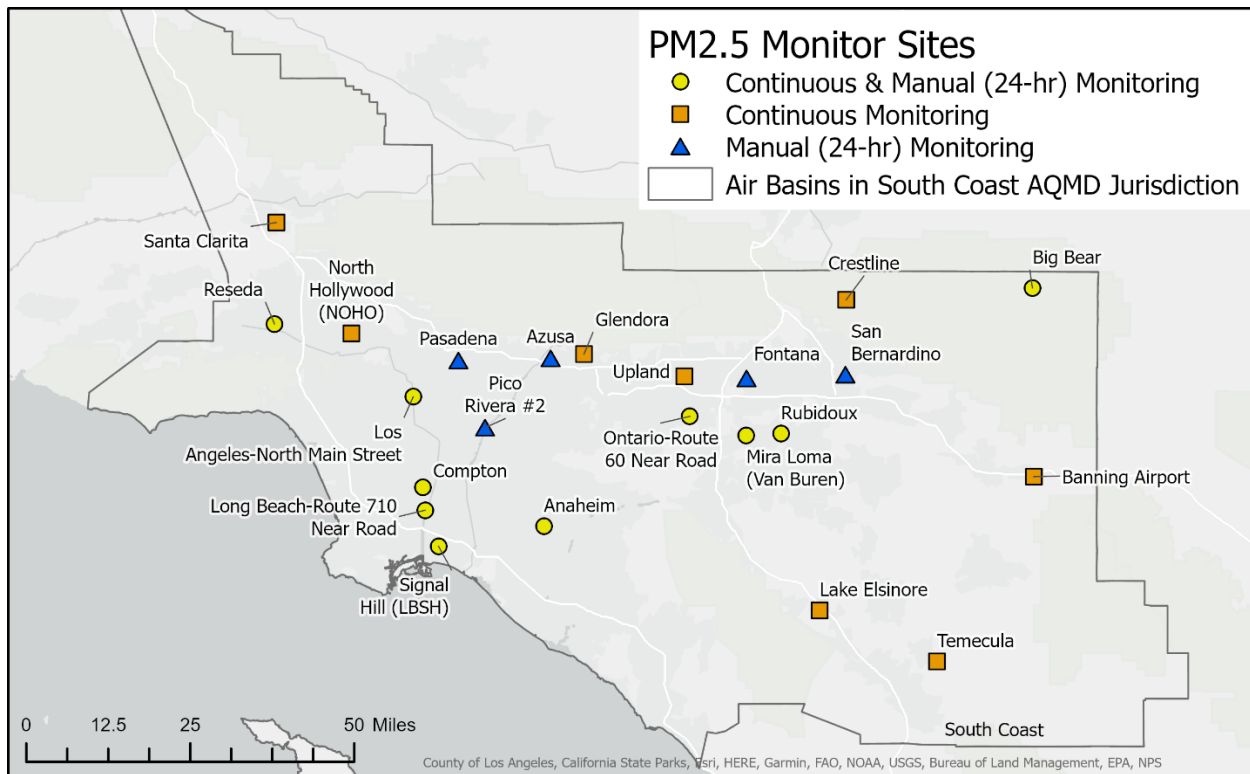 PM2.5 Monitor Sites
Continuous & Manual (24-hr) Monitoring
Continuous Monitoring
Manual (24-hr) Monitoring
Air Basins in South Coast AQMD Jurisdiction
Santa Clarita
Reseda
North
Hollywood
(NOHO)
Pasadena
Azusa
Glendora
Crestline
Big Bear
Upland
Fontana
San
Bernardino
Pico
Rivera #2
Los
Angeles-North Main Street
Ontario-Route
60 Near Road
Rubidoux
Mira Loma
(Van Buren)
Banning Airport
Compton
Long Beach-Route 710
Near Road
Anaheim
Signal
Hill (LBSH)
Lake Elsinore
Temecula
South Coast
0 12.5 25 50 Miles
County of Los Angeles, California State Parks, Esri, HERE, Garmin, FAO, NOAA, USGS, Bureau of Land Management, EPA, NPS